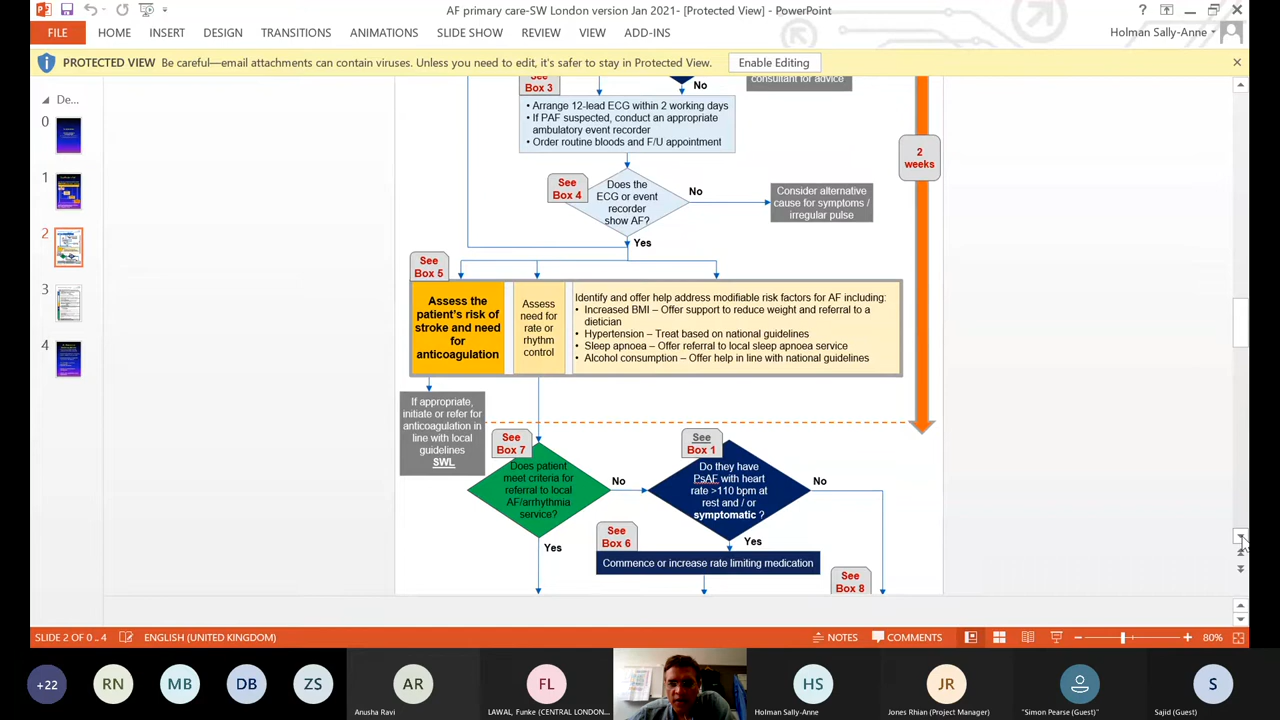 AF primary care-SW London version Jan 2021- [Protected View] - PowerPoint
FILE HOME INSERT DESIGN TRANSITIONS ANIMATIONS SLIDE SHOW REVIEW VIEW ADD-INS Holman Sally-Anne
PROTECTED VIEW Be careful—email attachments can contain viruses. Unless you need to edit, it's safer to stay in Protected View. Enable Editing
De...
0
1
2
3
4
See
Box 3
No
consultant for advice
• Arrange 12-lead ECG within 2 working days
• If PAF suspected, conduct an appropriate
ambulatory event recorder
• Order routine bloods and F/U appointment
2
weeks
See
Box 4
Does the
ECG or event
recorder
show AF?
No
Consider alternative
cause for symptoms /
irregular pulse
Yes
See
Box 5
Assess the
patient's risk of
stroke and need
for
anticoagulation
Assess
need for
rate or
rhythm
control
Identify and offer help address modifiable risk factors for AF including:
• Increased BMI – Offer support to reduce weight and referral to a
dietician
• Hypertension – Treat based on national guidelines
• Sleep apnoea – Offer referral to local sleep apnoea service
• Alcohol consumption – Offer help in line with national guidelines
If appropriate,
initiate or refer for
anticoagulation in
line with local
guidelines
SWL
See
Box 7
Does patient
meet criteria for
referral to local
AF/arrhythmia
service?
No
Yes
See
Box 1
Do they have
PsAF with heart
rate >110 bpm at
rest and / or
symptomatic ?
No
Yes
See
Box 6
Commence or increase rate limiting medication
See
Box 8
SLIDE 2 OF 0 .. 4 ENGLISH (UNITED KINGDOM) NOTES COMMENTS 80%
+22 RN MB DB ZS AR FL HS JR S
Anusha Ravi LAWAL, Funke (CENTRAL LONDON... Holman Sally-Anne Jones Rhian (Project Manager) "Simon Pearse (Guest)" Sajid (Guest)